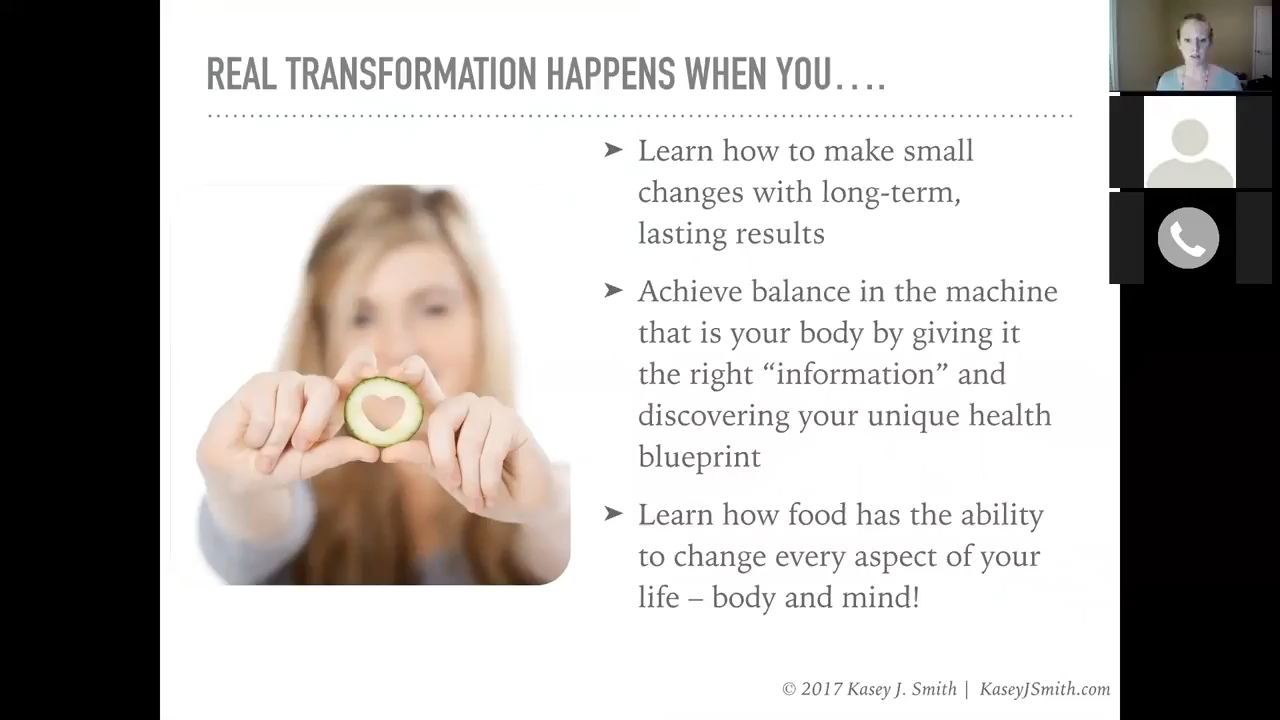 REAL TRANSFORMATION HAPPENS WHEN YOU....
Learn how to make small
changes with long-term,
lasting results
Achieve balance in the machine
that is your body by giving it
the right “information” and
discovering your unique health
blueprint
Learn how food has the ability
to change every aspect of your
life – body and mind!
© 2017 Kasey J. Smith | KaseyJSmith.com